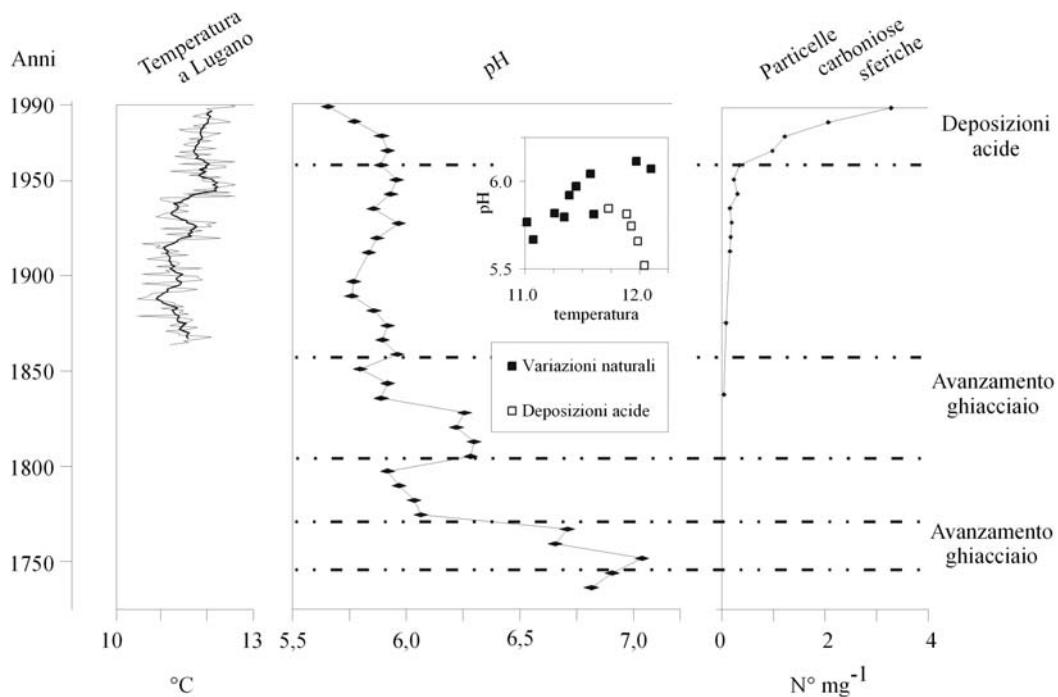 Anni
Temperatura
a Lugano
pH
Particelle
carboniose
sferiche
1990
1950
1900
1850
1800
1750
10
13
°C
5,5
6,0
6,5
7,0
pH
6.0
5.5
11.0
12.0
temperatura
Variazioni naturali
Deposizioni acide
0
2
4
N° mg⁻¹
Deposizioni
acide
Avanzamento
ghiacciaio
Avanzamento
ghiacciaio